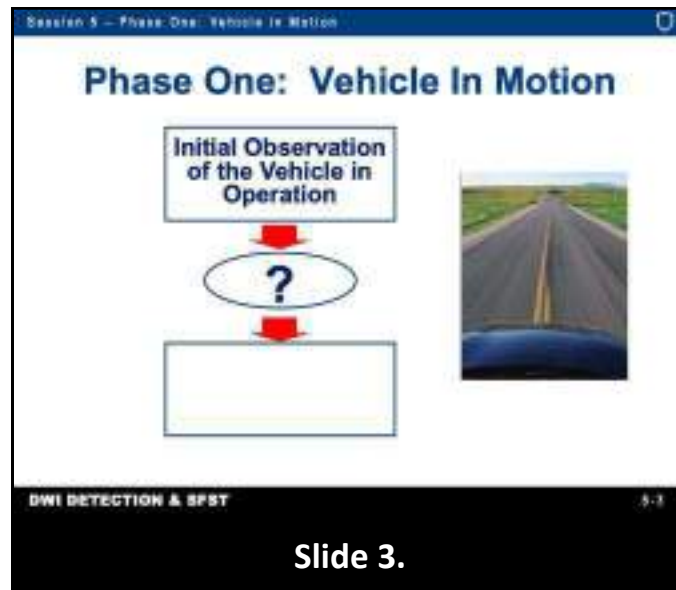 Session 5 – Phase One: Vehicle in Motion
Phase One: Vehicle In Motion
Initial Observation
of the Vehicle in
Operation
?
DWI DETECTION & SFST
5-3
Slide 3.